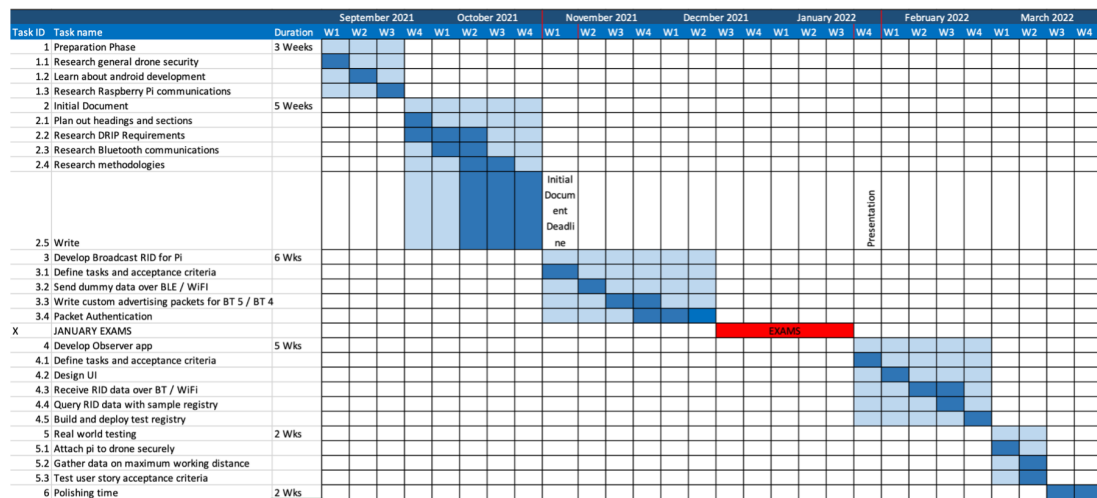 September 2021 October 2021 November 2021 Decmber 2021 January 2022 February 2022 March 2022
Task ID Task name Duration W1 W2 W3 W4 W1 W2 W3 W4 W1 W2 W3 W4 W1 W2 W3 W4 W1 W2 W3 W4 W1 W2 W3 W4 W1 W2 W3 W4
1 Preparation Phase 3 Weeks
1.1 Research general drone security
1.2 Learn about android development
1.3 Research Raspberry Pi communications
2 Initial Document 5 Weeks
2.1 Plan out headings and sections
2.2 Research DRIP Requirements
2.3 Research Bluetooth communications
2.4 Research methodologies
Initial
Docum
ent
Deadli
ne
Presentation
2.5 Write
3 Develop Broadcast RID for Pi 6 Wks
3.1 Define tasks and acceptance criteria
3.2 Send dummy data over BLE / WiFI
3.3 Write custom advertising packets for BT 5 / BT 4
3.4 Packet Authentication
X JANUARY EXAMS EXAMS
4 Develop Observer app 5 Wks
4.1 Define tasks and acceptance criteria
4.2 Design UI
4.3 Receive RID data over BT / WiFi
4.4 Query RID data with sample registry
4.5 Build and deploy test registry
5 Real world testing 2 Wks
5.1 Attach pi to drone securely
5.2 Gather data on maximum working distance
5.3 Test user story acceptance criteria
6 Polishing time 2 Wks